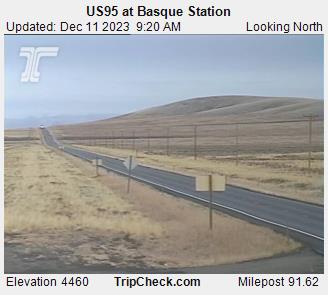 US95 at Basque Station
Updated: Dec 11 2023 9:20 AM Looking North
Elevation 4460 TripCheck.com Milepost 91.62